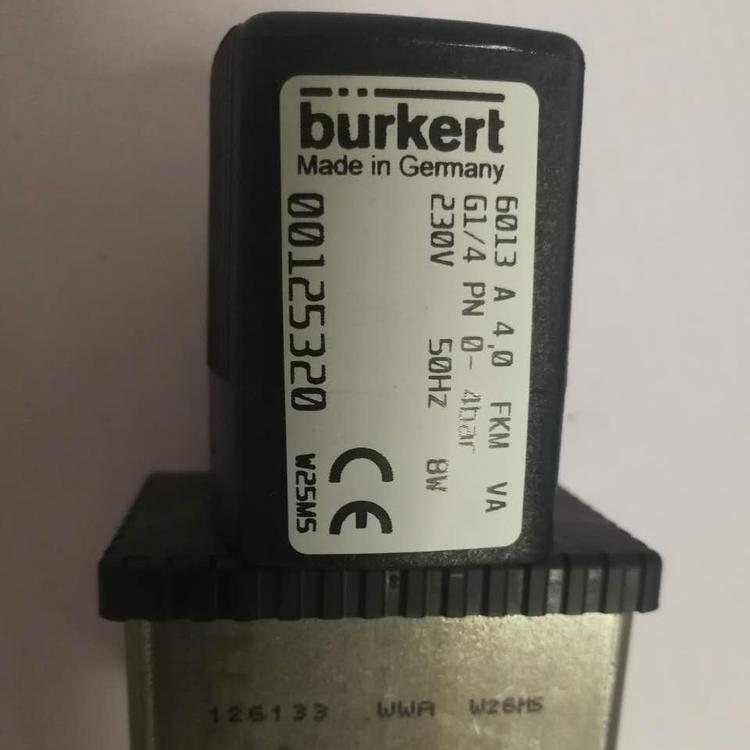 bürkert
Made in Germany
6013 A 4,0 FKM VA
G1/4 PN 0- 4bar
230V 50Hz 8W
00125320
CE
W25MS
126133 WWA W26MS